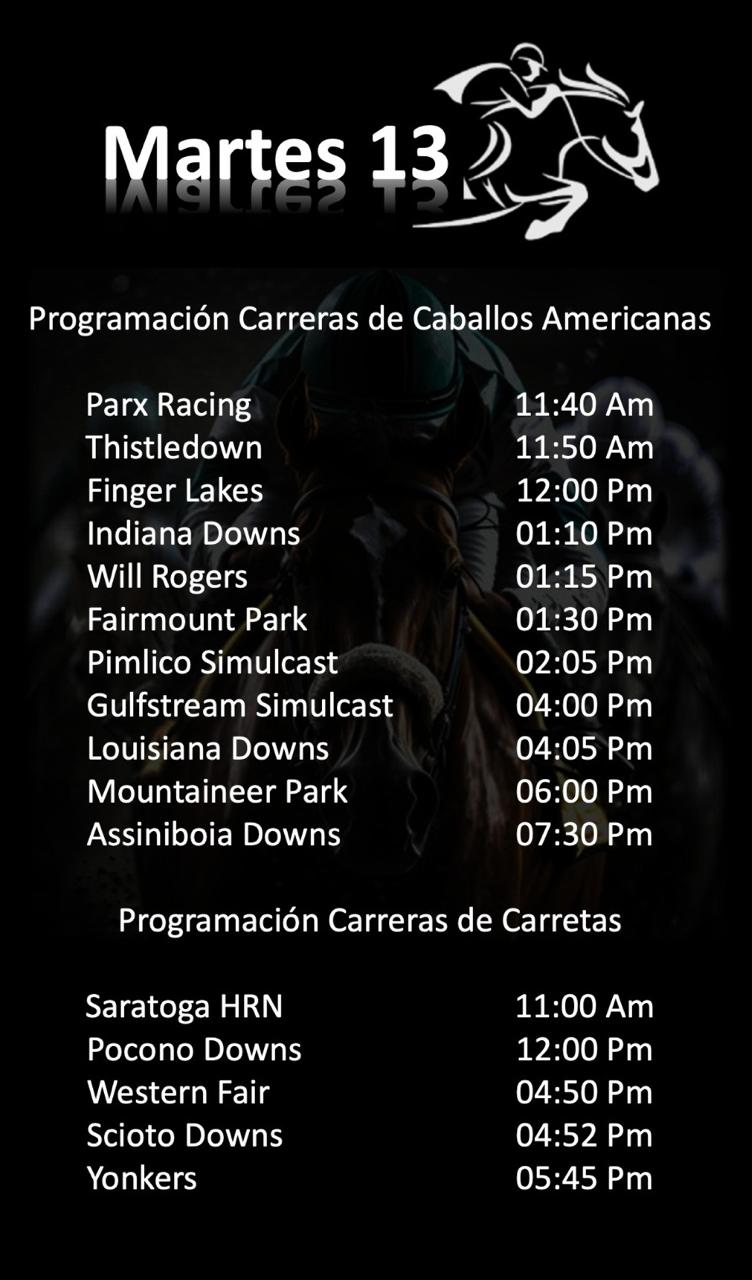 Martes 13
Programación Carreras de Caballos Americanas
Parx Racing 11:40 Am
Thistledown 11:50 Am
Finger Lakes 12:00 Pm
Indiana Downs 01:10 Pm
Will Rogers 01:15 Pm
Fairmount Park 01:30 Pm
Pimlico Simulcast 02:05 Pm
Gulfstream Simulcast 04:00 Pm
Louisiana Downs 04:05 Pm
Mountaineer Park 06:00 Pm
Assiniboia Downs 07:30 Pm
Programación Carreras de Carretas
Saratoga HRN 11:00 Am
Pocono Downs 12:00 Pm
Western Fair 04:50 Pm
Scioto Downs 04:52 Pm
Yonkers 05:45 Pm